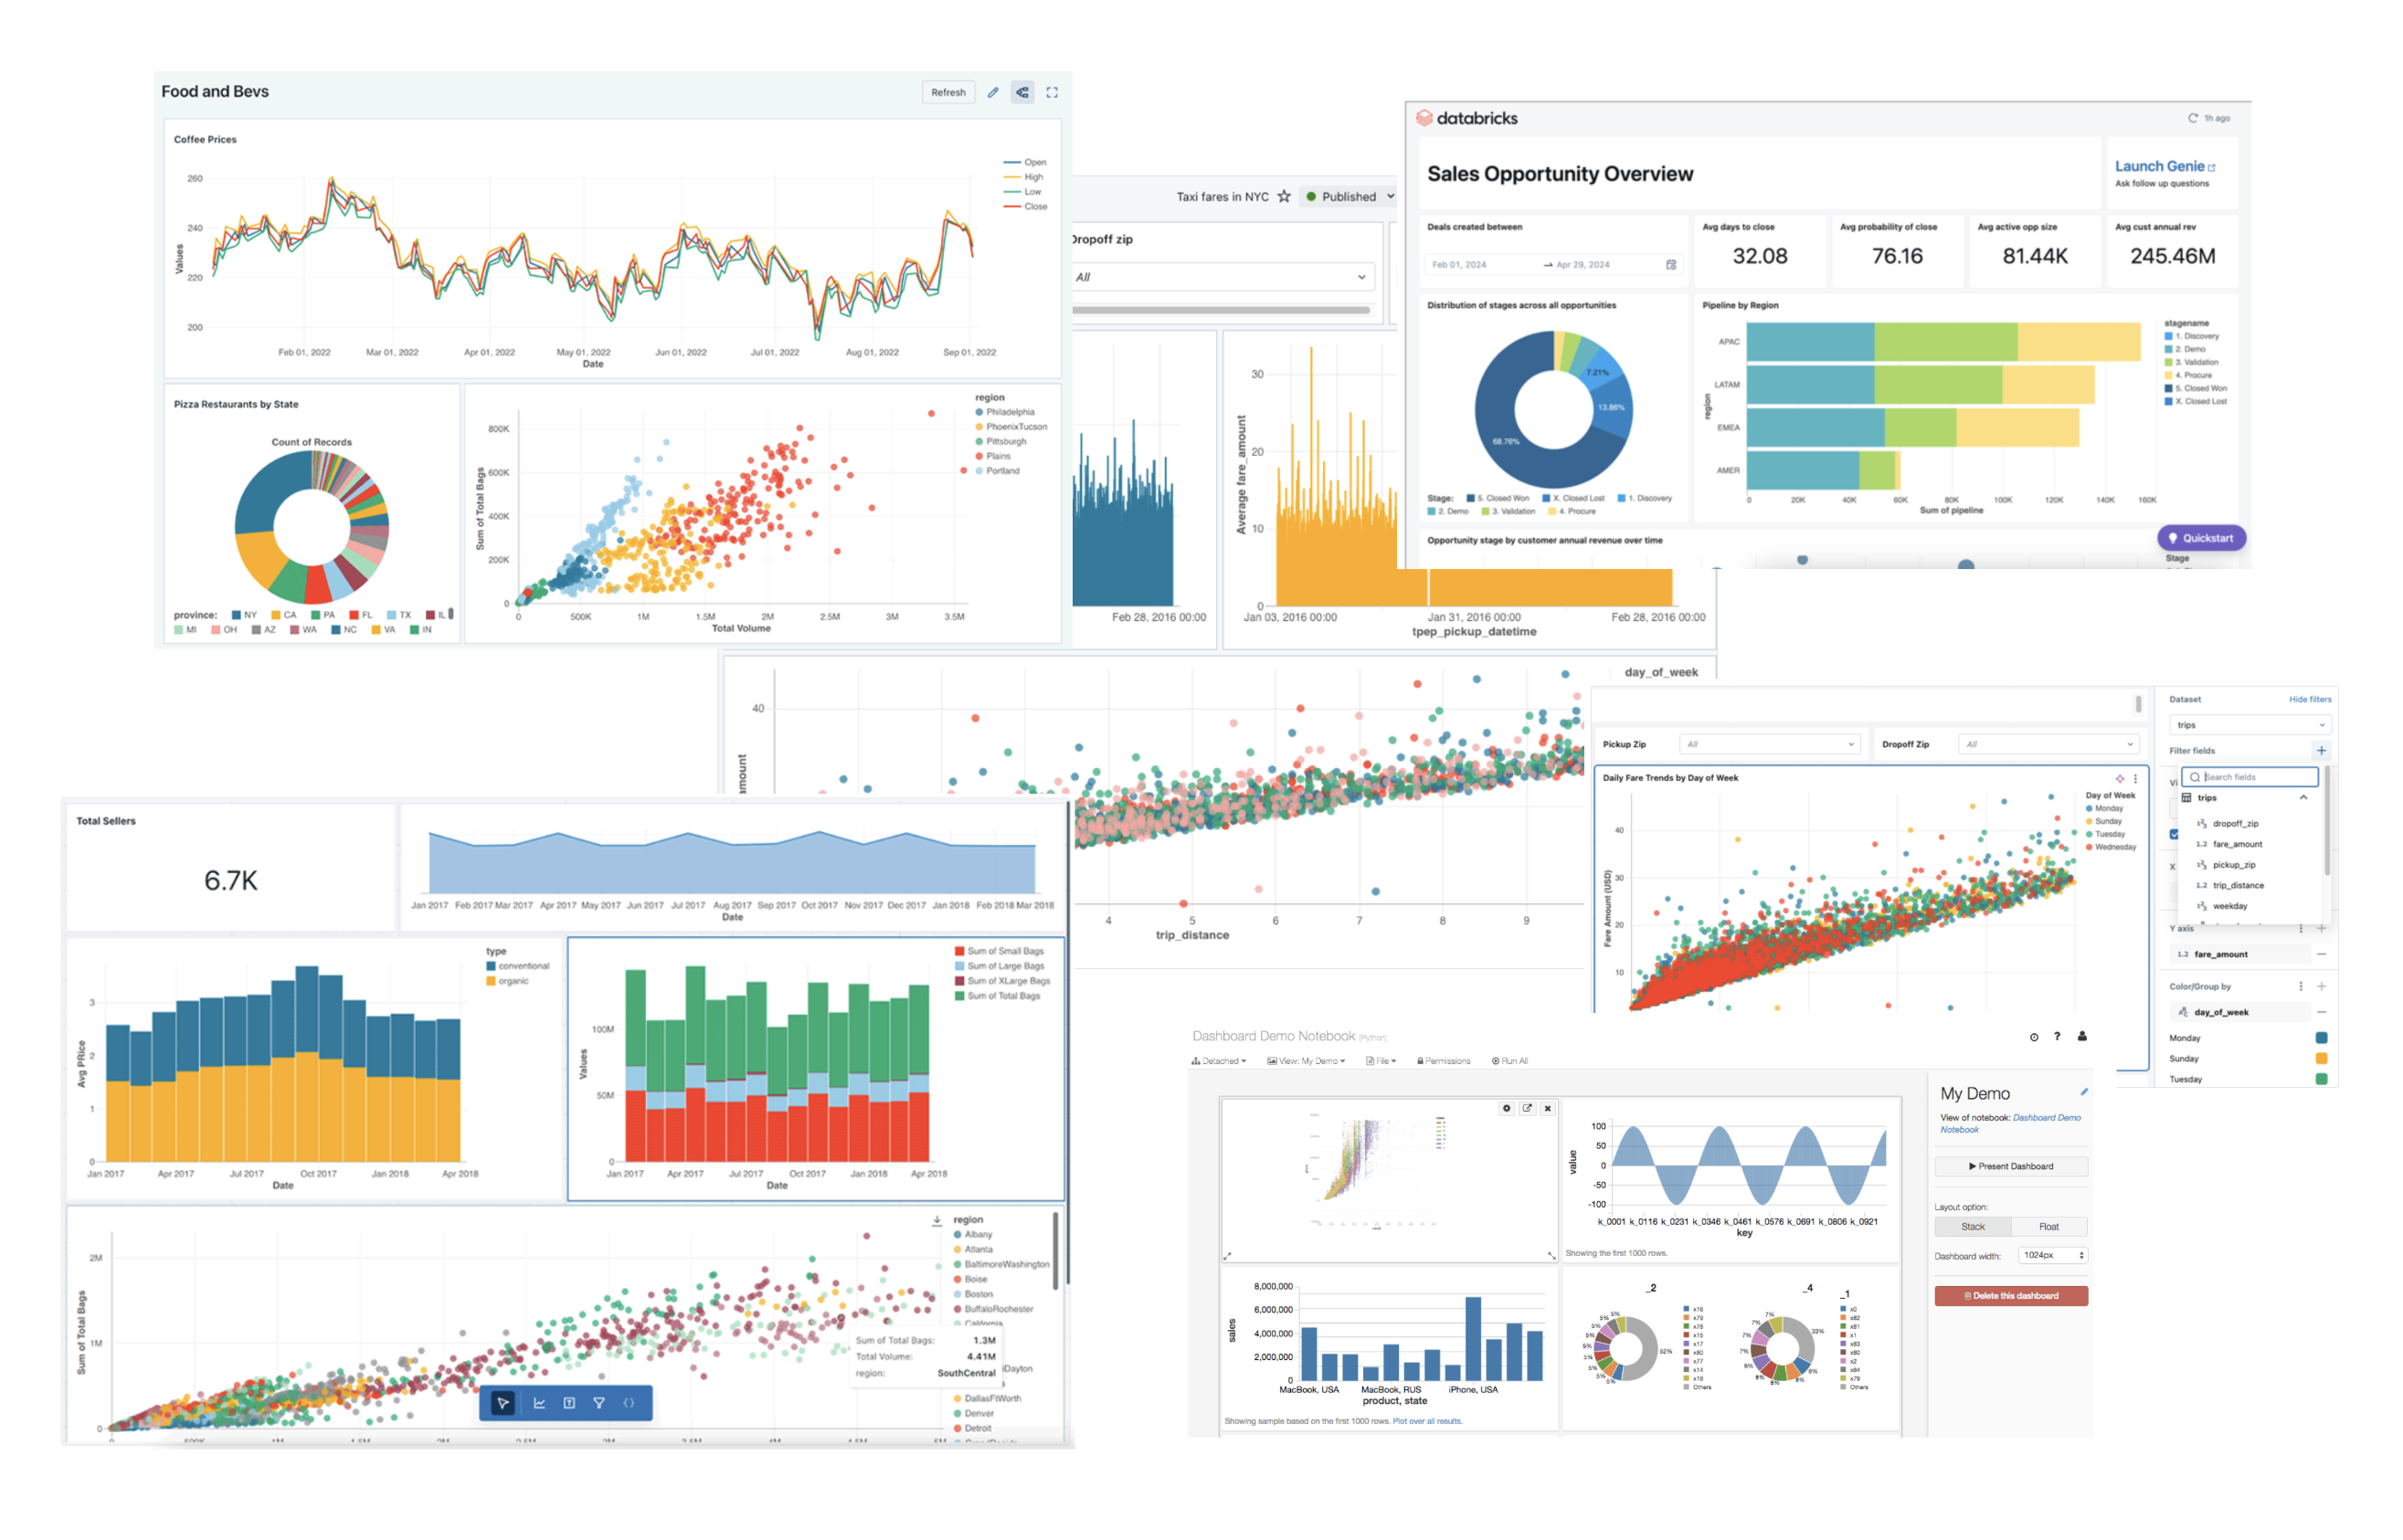 Food and Bevs
Refresh
Coffee Prices
Open
High
Low
Close
260
240
220
200
Values
Feb 01, 2022 Mar 01, 2022 Apr 01, 2022 May 01, 2022 Jun 01, 2022 Jul 01, 2022 Aug 01, 2022 Sep 01, 2022
Date
Pizza Restaurants by State
Count of Records
province: NY CA PA FL TX IL
MI OH AZ WA NC VA IN
region
Philadelphia
PhoenixTucson
Pittsburgh
Plains
Portland
800K
600K
400K
200K
0
Sum of Total Bags
0 500K 1M 1.5M 2M 2.5M 3M 3.5M
Total Volume
Taxi fares in NYC Published
Dropoff zip
All
Feb 28, 2016 00:00
30
20
10
0
Average fare_amount
Jan 03, 2016 00:00 Jan 31, 2016 00:00 Feb 28, 2016 00:00
tpep_pickup_datetime
day_of_week
40
amount
4 5 6 7 8 9
trip_distance
databricks
1h ago
Sales Opportunity Overview
Launch Genie
Ask follow up questions
Deals created between
Feb 01, 2024 → Apr 29, 2024
Avg days to close
32.08
Avg probability of close
76.16
Avg active opp size
81.44K
Avg cust annual rev
245.46M
Distribution of stages across all opportunities
7.21%
13.86%
68.76%
Stage: 5. Closed Won X. Closed Lost 1. Discovery
2. Demo 3. Validation 4. Procure
Pipeline by Region
region
APAC
LATAM
EMEA
AMER
0 20K 40K 60K 80K 100K 120K 140K 160K
Sum of pipeline
stagename
1. Discovery
2. Demo
3. Validation
4. Procure
5. Closed Won
X. Closed Lost
Quickstart
Opportunity stage by customer annual revenue over time
Stage
Pickup Zip All
Dropoff Zip All
Daily Fare Trends by Day of Week
Day of Week
Monday
Sunday
Tuesday
Wednesday
40
30
20
10
Fare Amount (USD)
Dataset Hide filters
trips
Filter fields
Search fields
trips
dropoff_zip
1.2 fare_amount
pickup_zip
1.2 trip_distance
weekday
X
Y axis
1.2 fare_amount
Color/Group by
day_of_week
Monday
Sunday
Tuesday
Total Sellers
6.7K
Jan 2017 Feb 2017 Mar 2017 Apr 2017 May 2017 Jun 2017 Jul 2017 Aug 2017 Sep 2017 Oct 2017 Nov 2017 Dec 2017 Jan 2018 Feb 2018 Mar 2018
Date
type
conventional
organic
3
2
1
0
Avg PRice
Jan 2017 Apr 2017 Jul 2017 Oct 2017 Jan 2018 Apr 2018
Date
Sum of Small Bags
Sum of Large Bags
Sum of XLarge Bags
Sum of Total Bags
100M
50M
0
Values
Jan 2017 Apr 2017 Jul 2017 Oct 2017 Jan 2018 Apr 2018
Date
region
Albany
Atlanta
BaltimoreWashington
Boise
Boston
BuffaloRochester
California
Dayton
DallasFtWorth
Denver
Detroit
2M
1M
0
Sum of Total Bags
Sum of Total Bags: 1.3M
Total Volume: 4.41M
region: SouthCentral
Dashboard Demo Notebook (Python)
Detached View: My Demo File Permissions Run All
100
50
0
-50
-100
value
k_0001 k_0116 k_0231 k_0346 k_0461 k_0576 k_0691 k_0806 k_0921
key
Showing the first 1000 rows.
8,000,000
6,000,000
4,000,000
2,000,000
0
sales
MacBook, USA MacBook, RUS iPhone, USA
product, state
Showing sample based on the first 1000 rows. Plot over all results.
_2
_4
_1
52%
33%
Others
Others
My Demo
View of notebook: Dashboard Demo
Notebook
Present Dashboard
Layout option:
Stack Float
Dashboard width: 1024px
Delete this dashboard